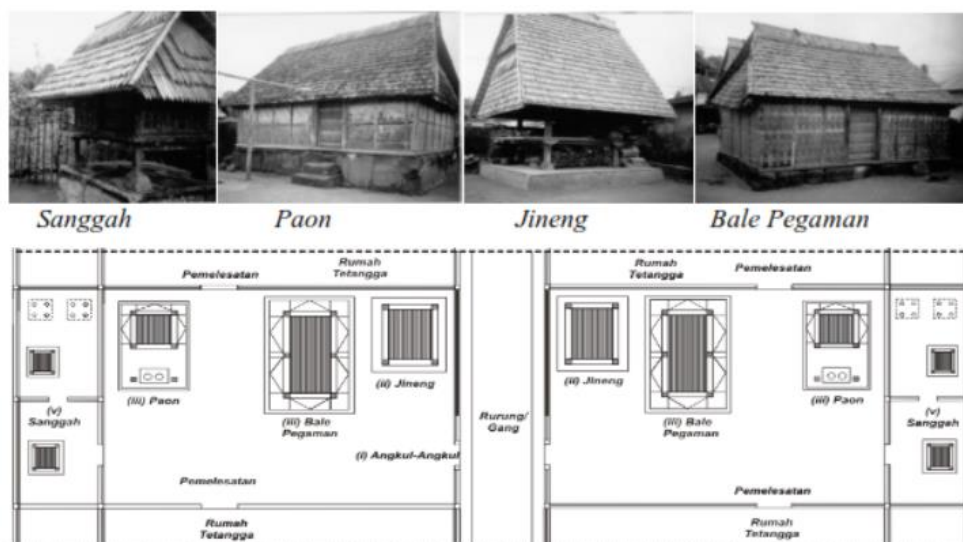 Sanggah
Paon
Jineng
Bale Pegaman
Pemelesatan
Rumah
Tetangga
(iii) Paon
(ii) Jineng
(v)
Sanggah
(iii) Bale
Pegaman
(i) Angkul-Angkul
Pemelesatan
Rumah
Tetangga
Rurung/
Gang
Rumah
Tetangga
Pemelesatan
(ii) Jineng
(iii) Bale
Pegaman
(iii) Paon
(v)
Sanggah
Pemelesatan
Rumah
Tetangga